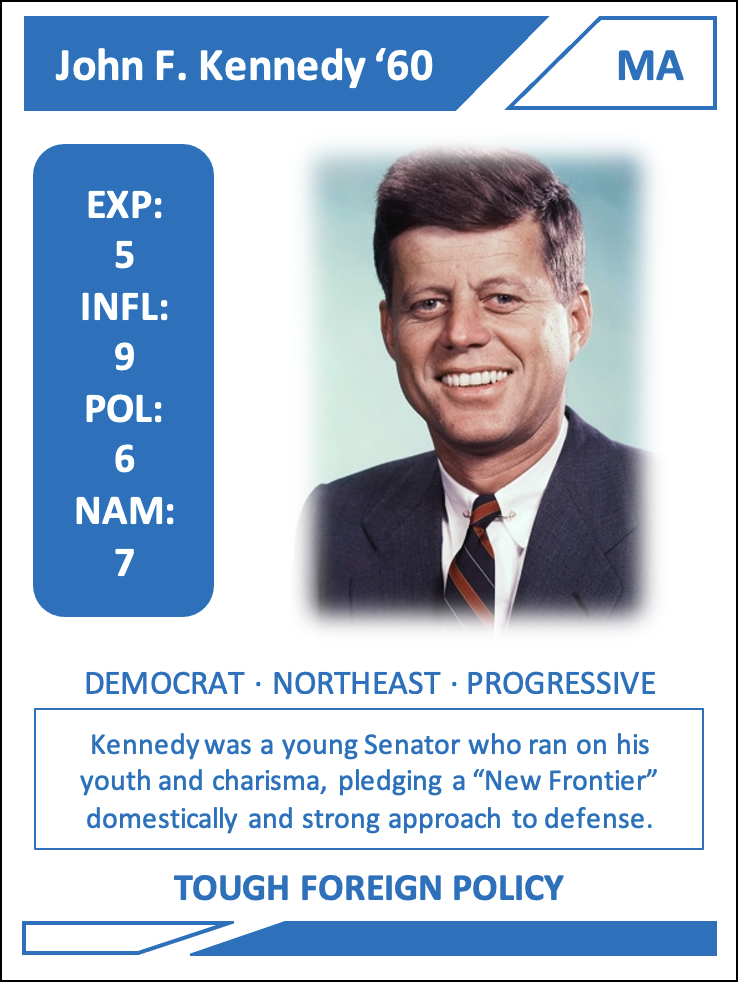 John F. Kennedy ‘60
MA
EXP:
5
INFL:
9
POL:
6
NAM:
7
DEMOCRAT · NORTHEAST · PROGRESSIVE
Kennedy was a young Senator who ran on his
youth and charisma, pledging a “New Frontier”
domestically and strong approach to defense.
TOUGH FOREIGN POLICY